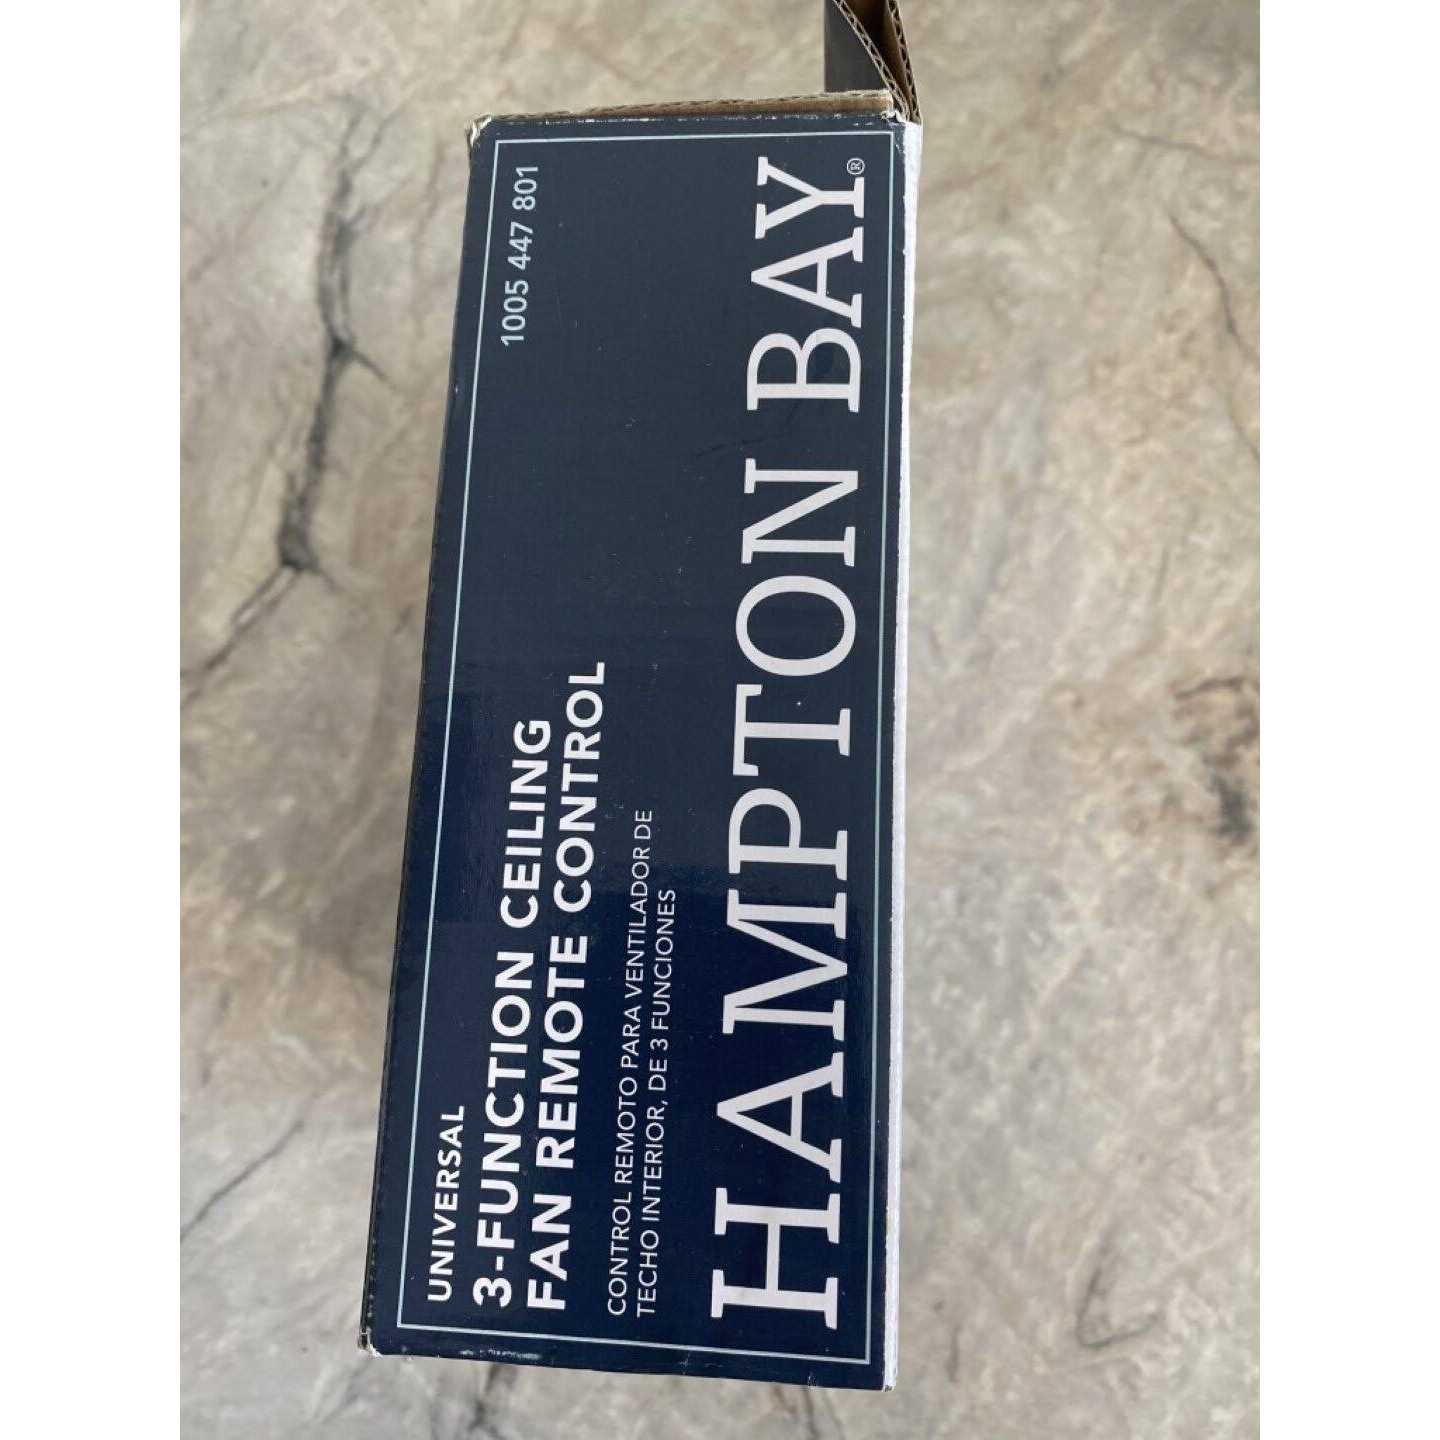 UNIVERSAL
3-FUNCTION CEILING
FAN REMOTE CONTROL
1005 447 801
CONTROL REMOTO PARA VENTILADOR DE
TECHO INTERIOR, DE 3 FUNCIONES
HAMPTON BAY®